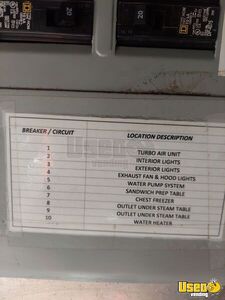 20
20
BREAKER / CIRCUIT LOCATION DESCRIPTION
1 TURBO AIR UNIT
2 INTERIOR LIGHTS
3 EXTERIOR LIGHTS
4 EXHAUST FAN & HOOD LIGHTS
5 WATER PUMP SYSTEM
6 SANDWICH PREP TABLE
7 CHEST FREEZER
8 OUTLET UNDER STEAM TABLE
9 OUTLET UNDER STEAM TABLE
10 WATER HEATER
Used
vending
.com